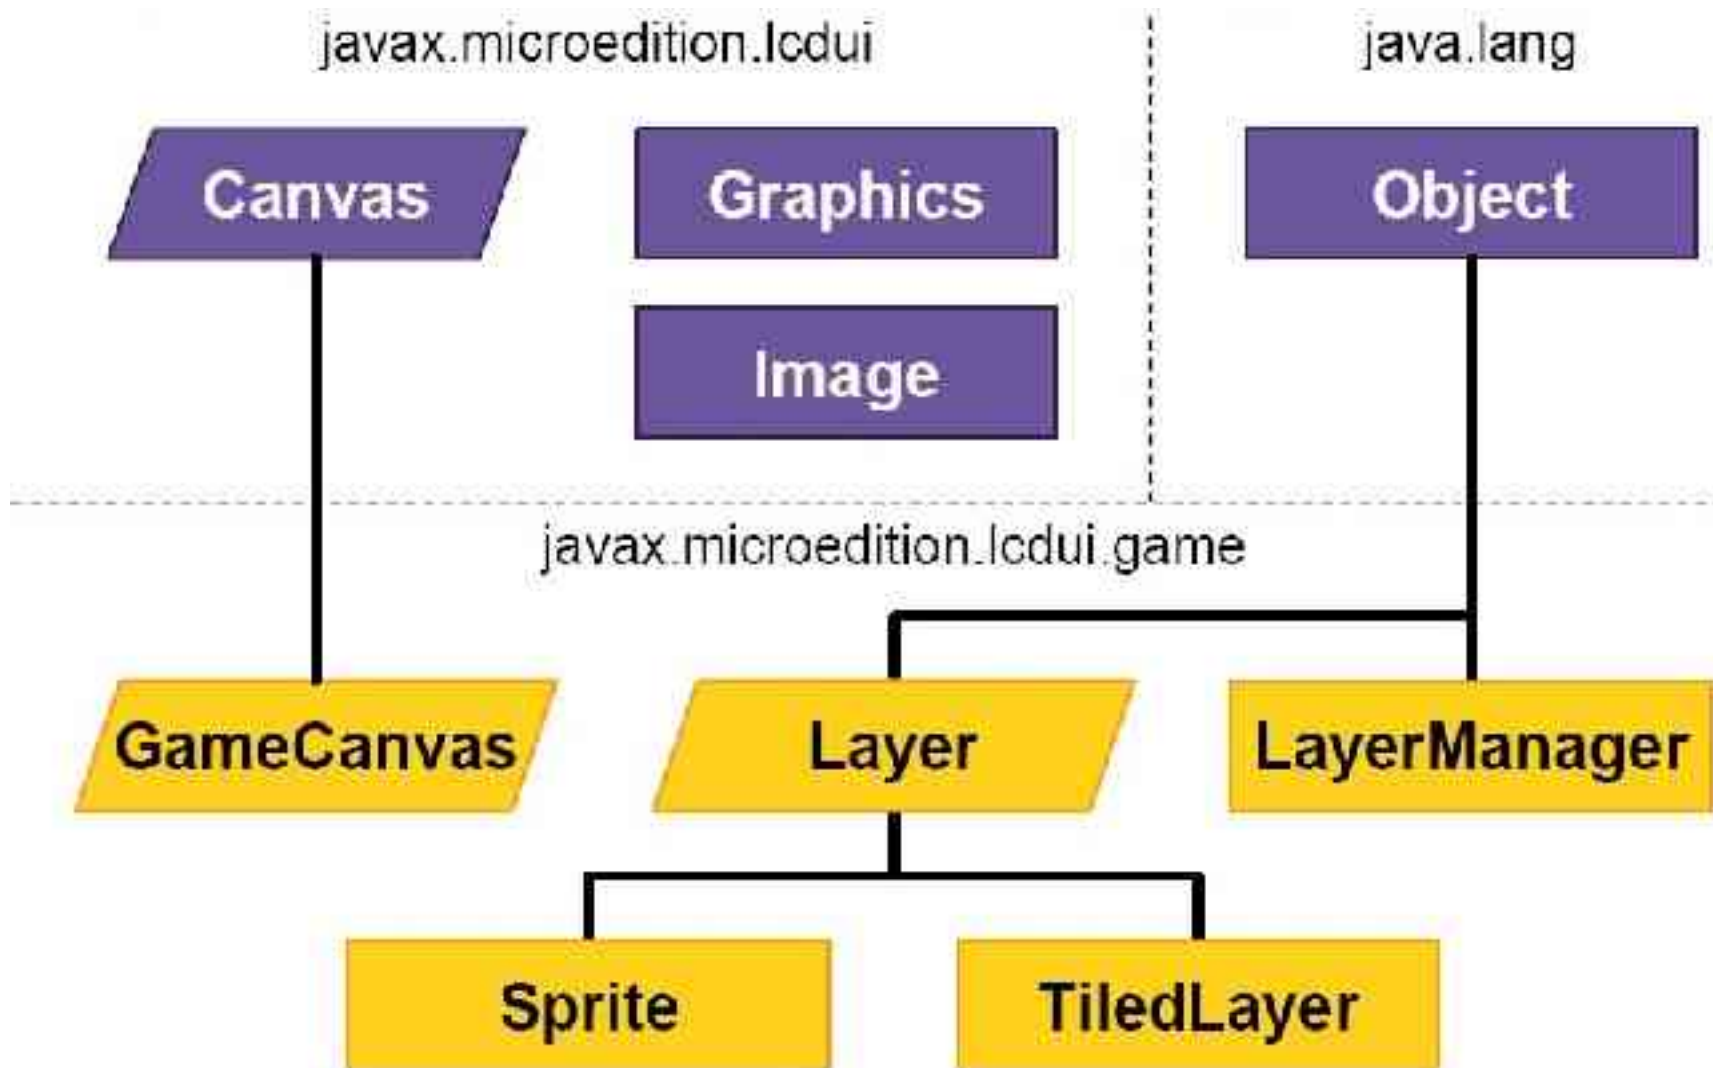 javax.microedition.lcdui
java.lang
Canvas
Graphics
Object
Image
javax.microedition.lcdui.game
GameCanvas
Layer
LayerManager
Sprite
TiledLayer